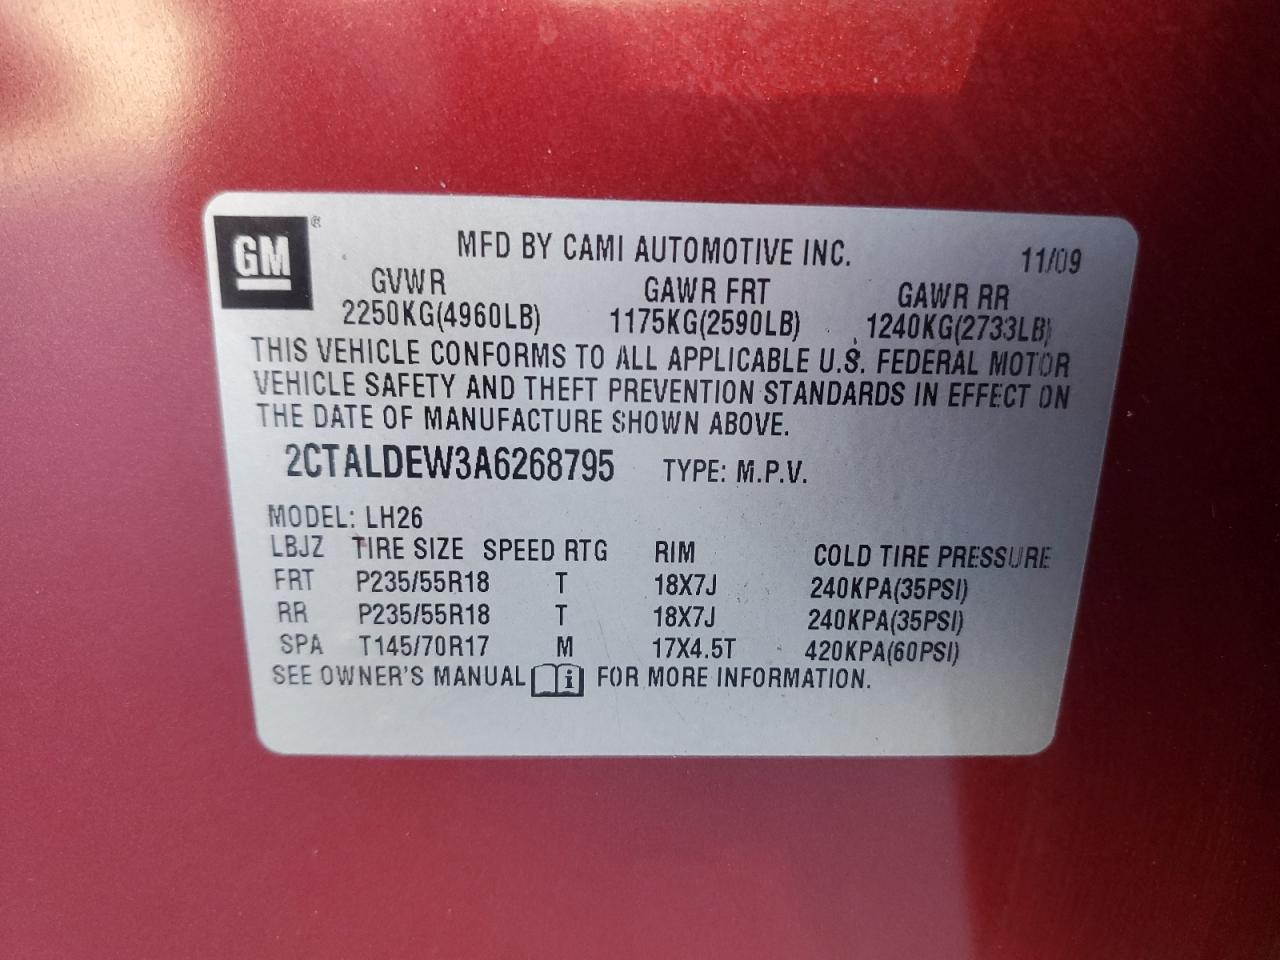 GM ®
MFD BY CAMI AUTOMOTIVE INC. 11/09
GVWR GAWR FRT GAWR RR
2250KG(4960LB) 1175KG(2590LB) 1240KG(2733LB)
THIS VEHICLE CONFORMS TO ALL APPLICABLE U.S. FEDERAL MOTOR
VEHICLE SAFETY AND THEFT PREVENTION STANDARDS IN EFFECT ON
THE DATE OF MANUFACTURE SHOWN ABOVE.
2CTALDEW3A6268795 TYPE: M.P.V.
MODEL: LH26
LBJZ TIRE SIZE SPEED RTG RIM COLD TIRE PRESSURE
FRT P235/55R18 T 18X7J 240KPA(35PSI)
RR P235/55R18 T 18X7J 240KPA(35PSI)
SPA T145/70R17 M 17X4.5T 420KPA(60PSI)
SEE OWNER'S MANUAL i FOR MORE INFORMATION.